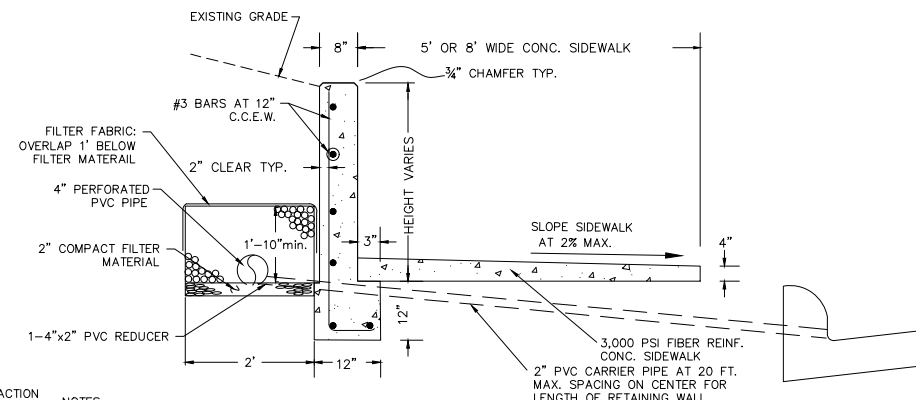 EXISTING GRADE
8"
5' OR 8' WIDE CONC. SIDEWALK
¾" CHAMFER TYP.
#3 BARS AT 12"
C.C.E.W.
FILTER FABRIC:
OVERLAP 1' BELOW
FILTER MATERAIL
2" CLEAR TYP.
HEIGHT VARIES
4" PERFORATED
PVC PIPE
1'-10"min.
3"
SLOPE SIDEWALK
AT 2% MAX.
4"
2" COMPACT FILTER
MATERIAL
12"
1-4"x2" PVC REDUCER
3,000 PSI FIBER REINF.
CONC. SIDEWALK
2'
12"
2" PVC CARRIER PIPE AT 20 FT.
MAX. SPACING ON CENTER FOR
LENGTH OF RETAINING WALL
ACTION
NOTES